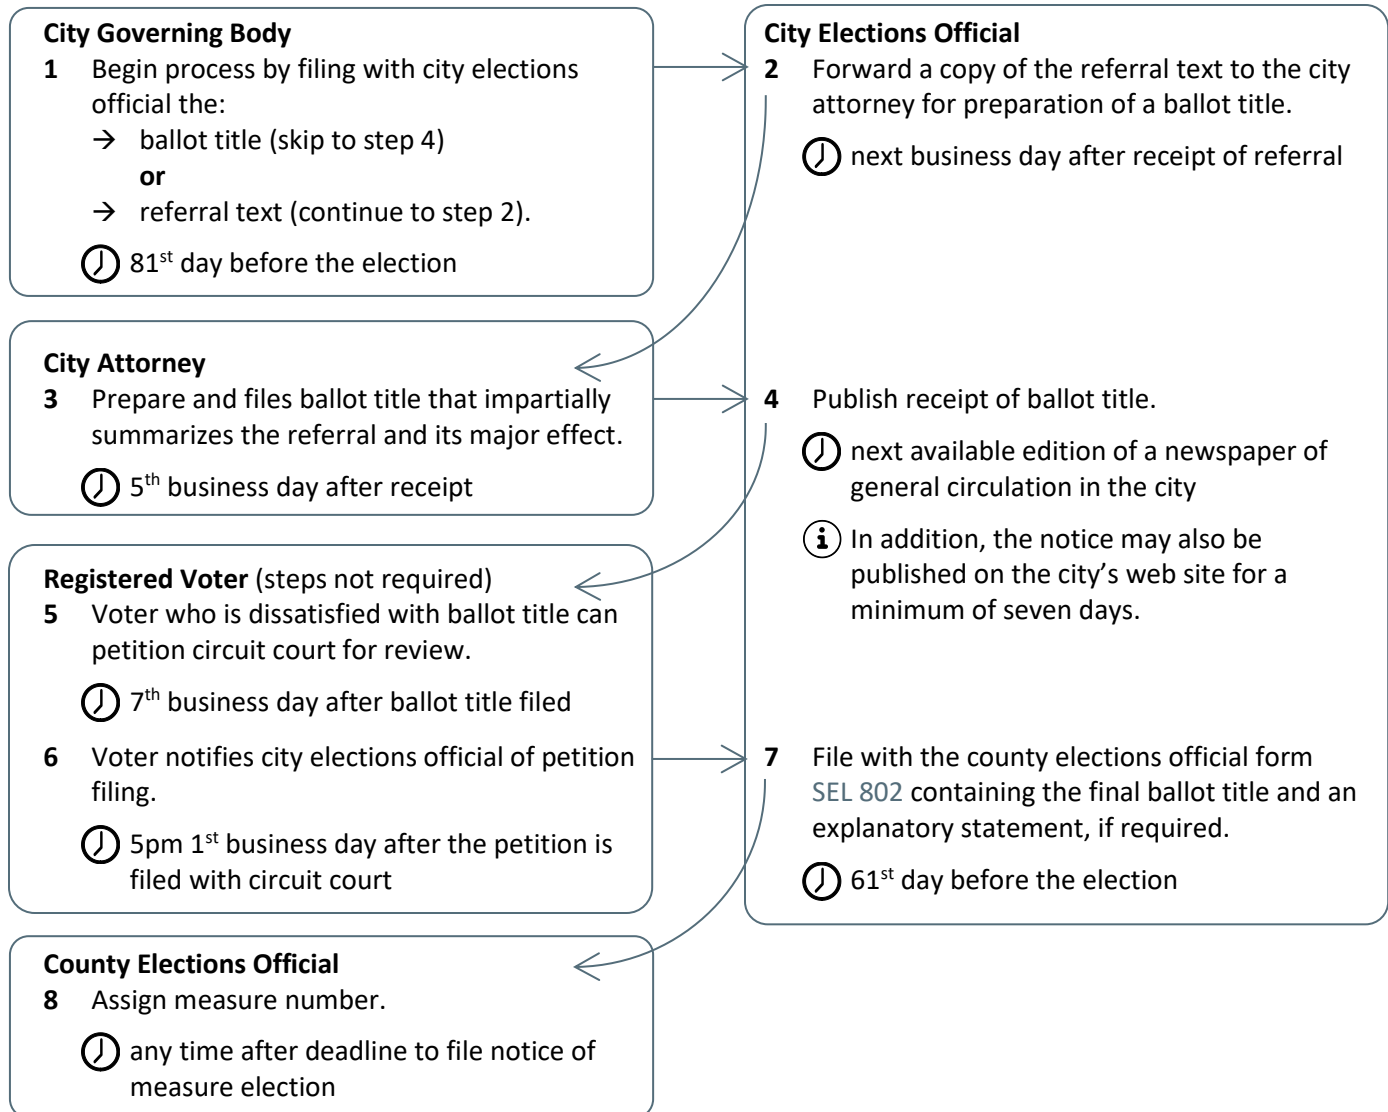 City Governing Body
1 Begin process by filing with city elections
official the:
→ ballot title (skip to step 4)
or
→ referral text (continue to step 2).
81st day before the election
City Elections Official
2 Forward a copy of the referral text to the city
attorney for preparation of a ballot title.
next business day after receipt of referral
City Attorney
3 Prepare and files ballot title that impartially
summarizes the referral and its major effect.
5th business day after receipt
4 Publish receipt of ballot title.
next available edition of a newspaper of
general circulation in the city
In addition, the notice may also be
published on the city's web site for a
minimum of seven days.
Registered Voter (steps not required)
5 Voter who is dissatisfied with ballot title can
petition circuit court for review.
7th business day after ballot title filed
6 Voter notifies city elections official of petition
filing.
5pm 1st business day after the petition is
filed with circuit court
7 File with the county elections official form
SEL 802 containing the final ballot title and an
explanatory statement, if required.
61st day before the election
County Elections Official
8 Assign measure number.
any time after deadline to file notice of
measure election